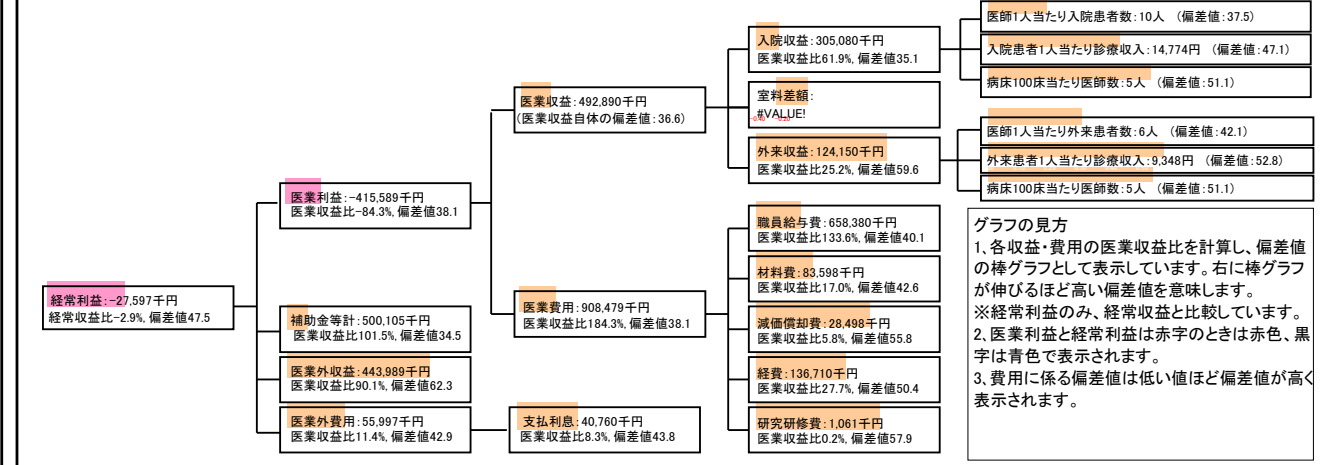 経常利益：-27,597千円
経常収益比-2.9%, 偏差値47.5
医業利益：-415,589千円
医業収益比-84.3%, 偏差値38.1
補助金等計：500,105千円
医業収益比101.5%, 偏差値34.5
医業外収益：443,989千円
医業収益比90.1%, 偏差値62.3
医業外費用：55,997千円
医業収益比11.4%, 偏差値42.9
医業収益：492,890千円
(医業収益自体の偏差値：36.6)
医業費用：908,479千円
医業収益比184.3%, 偏差値38.1
支払利息：40,760千円
医業収益比8.3%, 偏差値43.8
入院収益：305,080千円
医業収益比61.9%, 偏差値35.1
室料差額：
#VALUE!
-0.40 -0.20
外来収益：124,150千円
医業収益比25.2%, 偏差値59.6
職員給与費：658,380千円
医業収益比133.6%, 偏差値40.1
材料費：83,598千円
医業収益比17.0%, 偏差値42.6
減価償却費：28,498千円
医業収益比5.8%, 偏差値55.8
経費：136,710千円
医業収益比27.7%, 偏差値50.4
研究研修費：1,061千円
医業収益比0.2%, 偏差値57.9
医師1人当たり入院患者数：10人 （偏差値：37.5）
入院患者1人当たり診療収入：14,774円 （偏差値：47.1）
病床100床当たり医師数：5人 （偏差値：51.1）
医師1人当たり外来患者数：6人 （偏差値：42.1）
外来患者1人当たり診療収入：9,348円 （偏差値：52.8）
病床100床当たり医師数：5人 （偏差値：51.1）
グラフの見方
1、各収益・費用の医業収益比を計算し、偏差値
の棒グラフとして表示しています。右に棒グラフ
が伸びるほど高い偏差値を意味します。
※経常利益のみ、経常収益と比較しています。
2、医業利益と経常利益は赤字のときは赤色、黒
字は青色で表示されます。
3、費用に係る偏差値は低い値ほど偏差値が高く
表示されます。